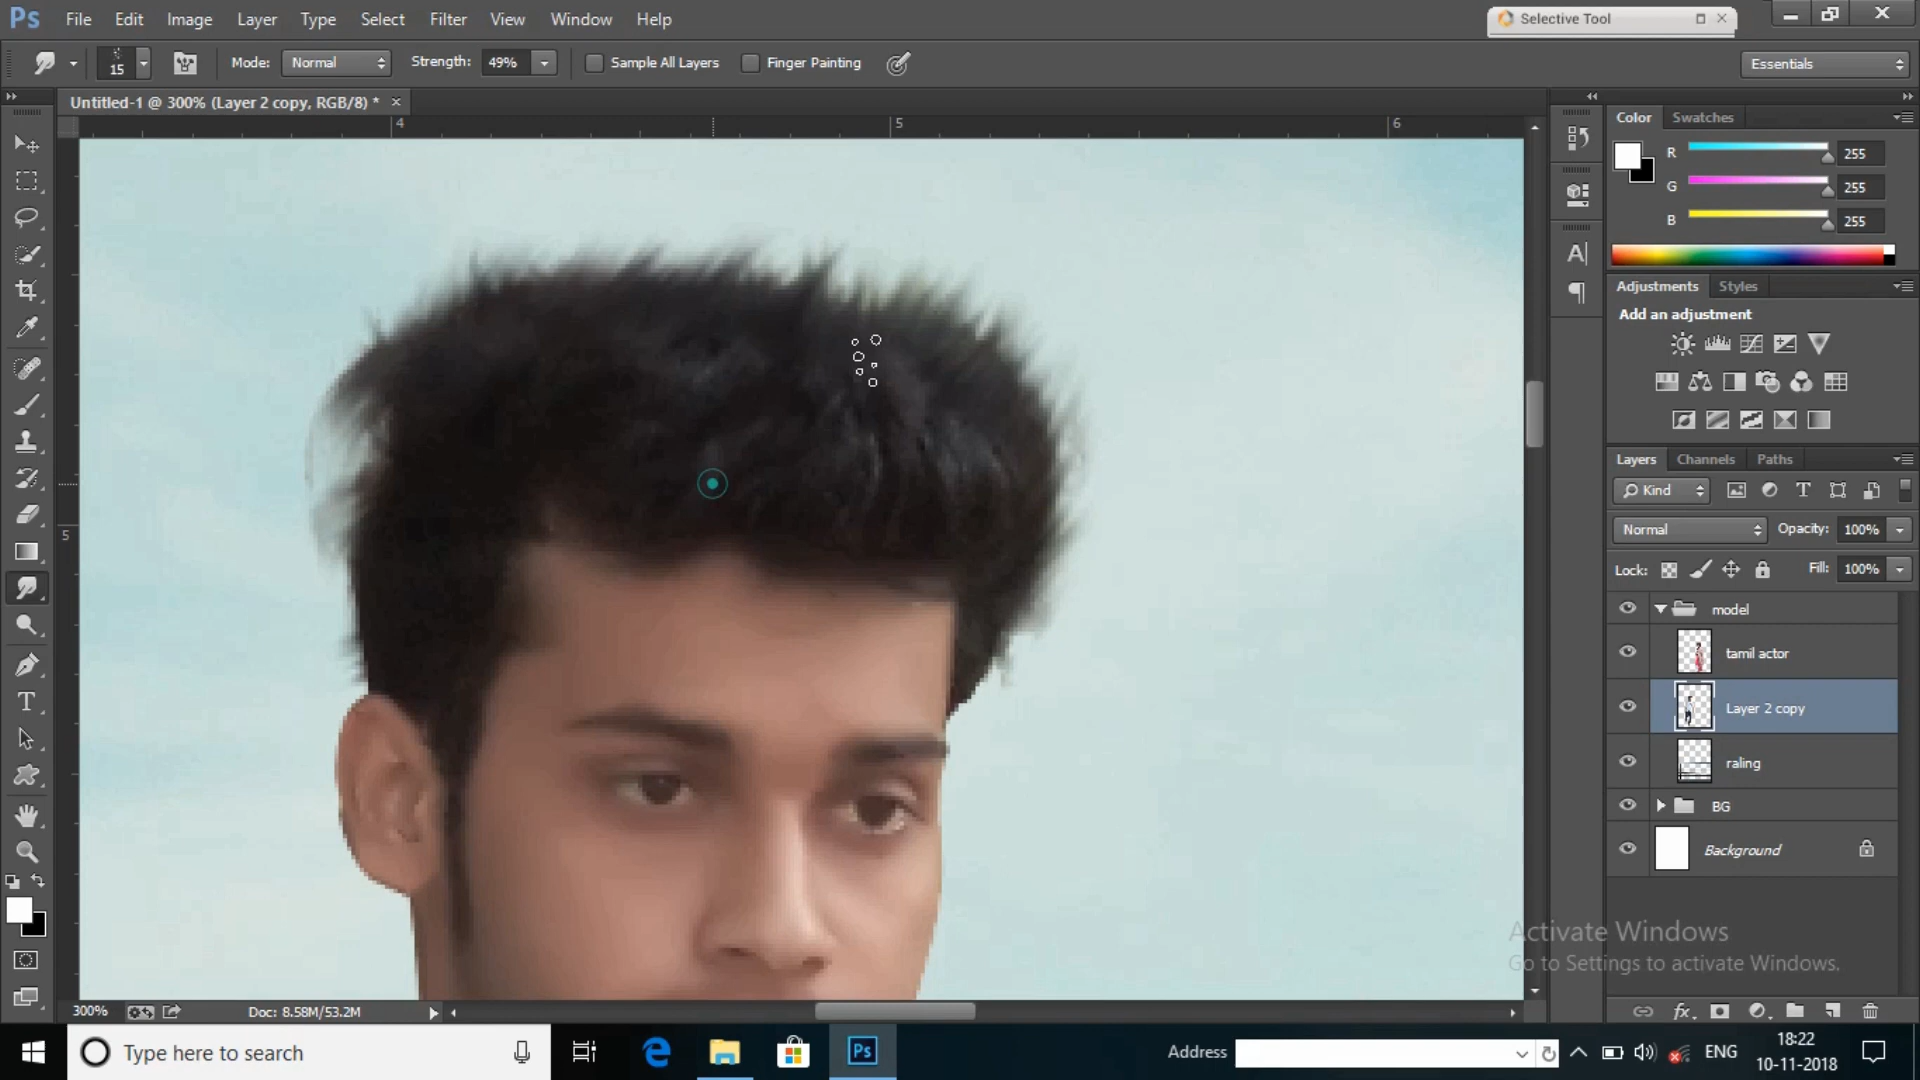 Ps File Edit Image Layer Type Select Filter View Window Help
Selective Tool
15 Mode: Normal Strength: 49% Sample All Layers Finger Painting Essentials
Untitled-1 @ 300% (Layer 2 copy, RGB/8) *
4 5 6
5
Color Swatches
R 255
G 255
B 255
Adjustments Styles
Add an adjustment
Layers Channels Paths
Kind
Normal Opacity: 100%
Lock: Fill: 100%
model
tamil actor
Layer 2 copy
raling
BG
Background
Activate Windows
Go to Settings to activate Windows.
300% Doc: 8.58M/53.2M
Type here to search
Ps
Address
ENG
18:22
10-11-2018